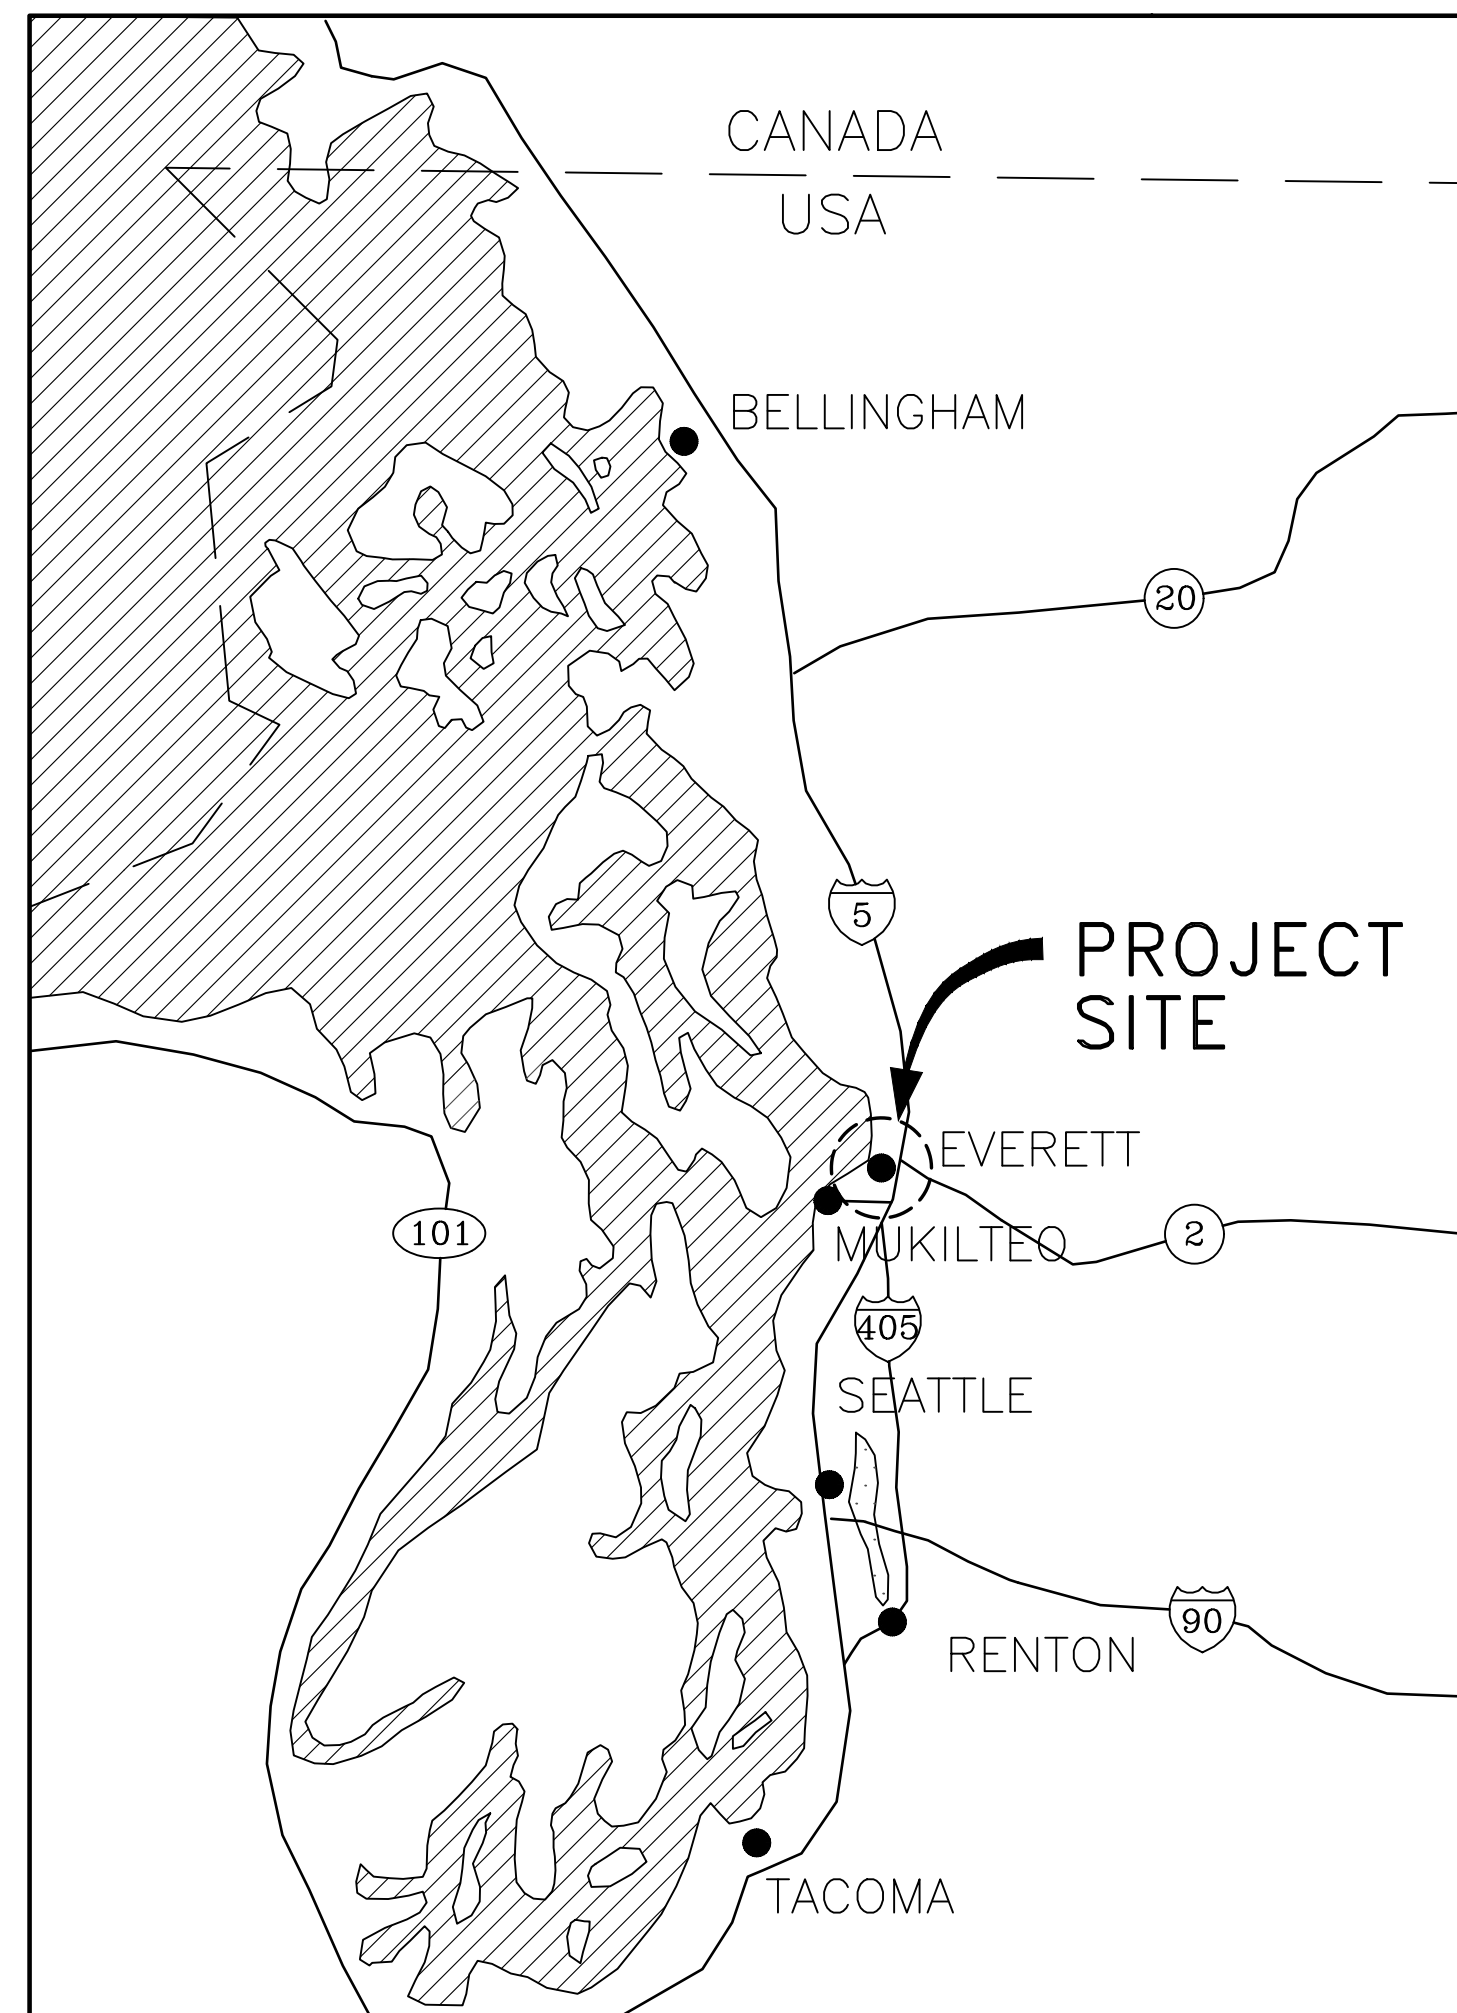 CANADA
USA
BELLINGHAM
20
5
PROJECT
SITE
EVERETT
101
2
MUKILTEO
405
SEATTLE
90
RENTON
TACOMA